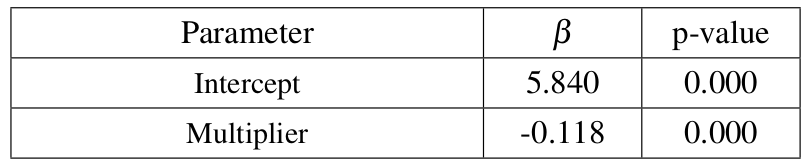 Parameter β p-value
Intercept 5.840 0.000
Multiplier -0.118 0.000